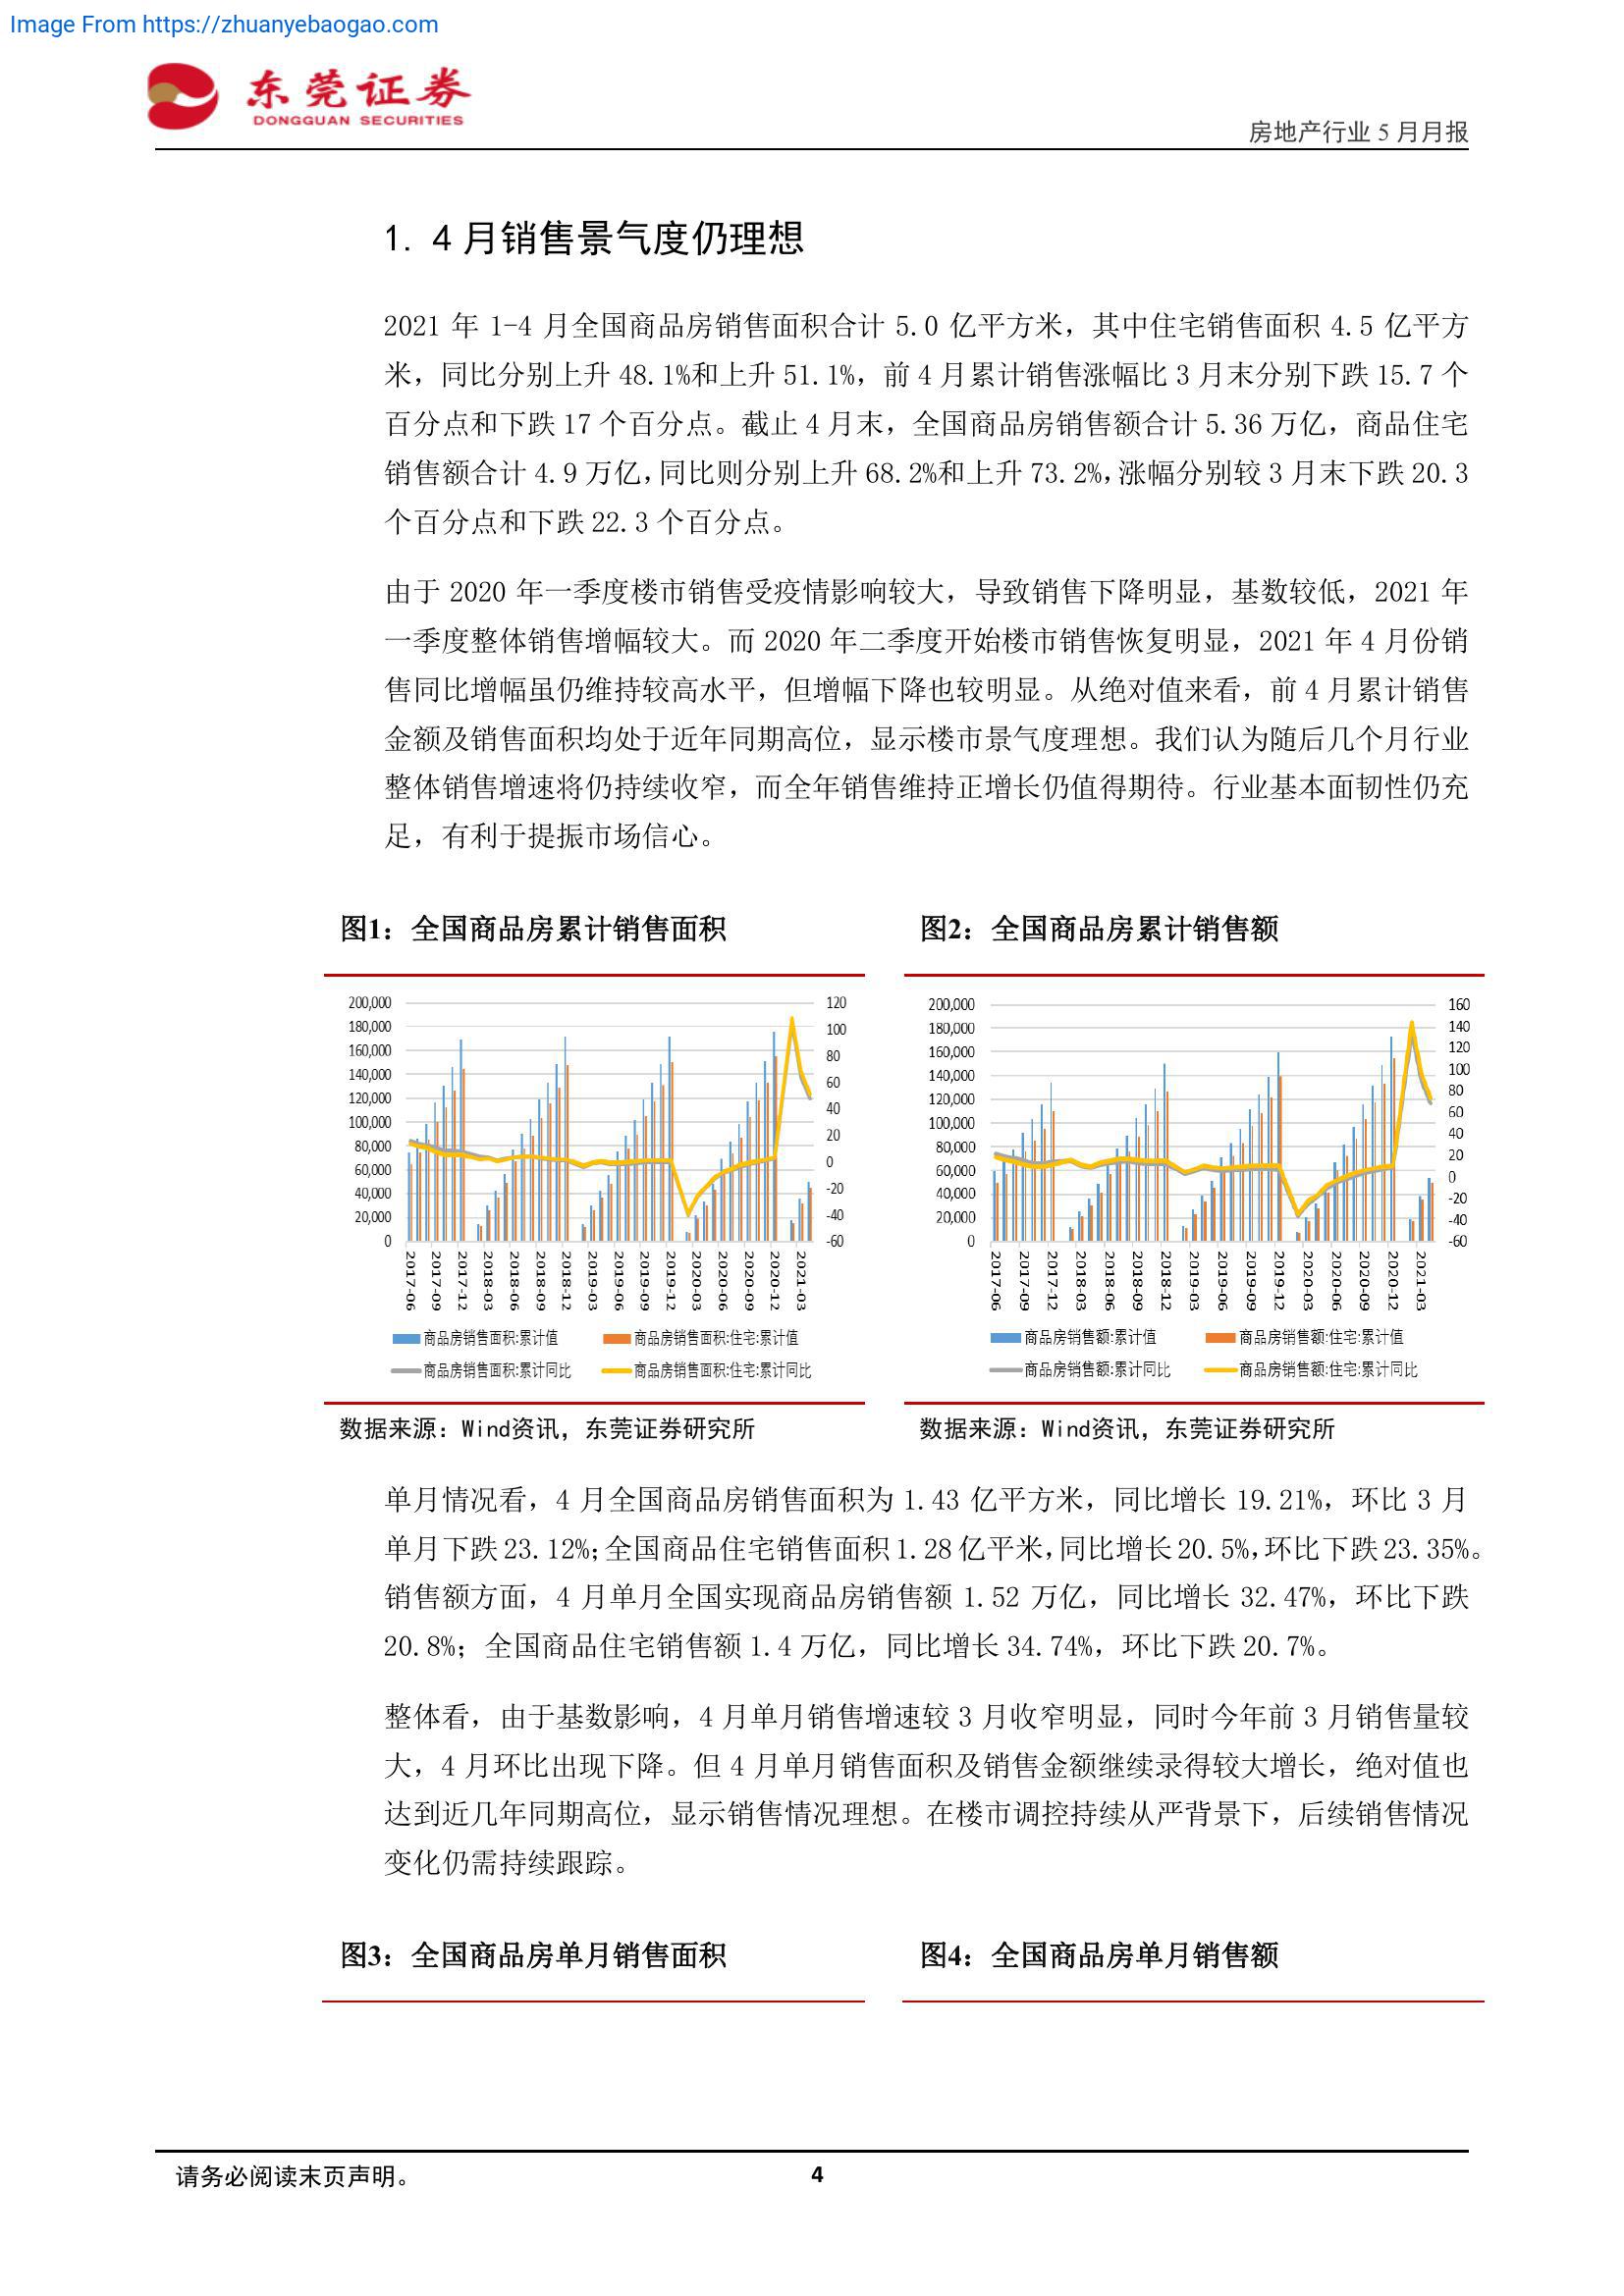 Image From https://zhuanyebaogao.com
东莞证券
DONGGUAN SECURITIES
房地产行业 5 月月报
1. 4 月销售景气度仍理想
2021 年 1-4 月全国商品房销售面积合计 5.0 亿平方米，其中住宅销售面积 4.5 亿平方
米，同比分别上升 48.1%和上升 51.1%，前 4 月累计销售涨幅比 3 月末分别下跌 15.7 个
百分点和下跌 17 个百分点。截止 4 月末，全国商品房销售额合计 5.36 万亿，商品住宅
销售额合计 4.9 万亿，同比则分别上升 68.2%和上升 73.2%，涨幅分别较 3 月末下跌 20.3
个百分点和下跌 22.3 个百分点。
由于 2020 年一季度楼市销售受疫情影响较大，导致销售下降明显，基数较低，2021 年
一季度整体销售增幅较大。而 2020 年二季度开始楼市销售恢复明显，2021 年 4 月份销
售同比增幅虽仍维持较高水平，但增幅下降也较明显。从绝对值来看，前 4 月累计销售
金额及销售面积均处于近年同期高位，显示楼市景气度理想。我们认为随后几个月行业
整体销售增速将仍持续收窄，而全年销售维持正增长仍值得期待。行业基本面韧性仍充
足，有利于提振市场信心。
图1：全国商品房累计销售面积
200,000
180,000
160,000
140,000
120,000
100,000
80,000
60,000
40,000
20,000
0
120
100
80
60
40
20
0
-20
-40
-60
2017-06
2017-09
2017-12
2018-03
2018-06
2018-09
2018-12
2019-03
2019-06
2019-09
2019-12
2020-03
2020-06
2020-09
2020-12
2021-03
商品房销售面积:累计值
商品房销售面积:住宅:累计值
商品房销售面积:累计同比
商品房销售面积:住宅:累计同比
数据来源：Wind资讯，东莞证券研究所
图2：全国商品房累计销售额
200,000
180,000
160,000
140,000
120,000
100,000
80,000
60,000
40,000
20,000
0
160
140
120
100
80
60
40
20
0
-20
-40
-60
2017-06
2017-09
2017-12
2018-03
2018-06
2018-09
2018-12
2019-03
2019-06
2019-09
2019-12
2020-03
2020-06
2020-09
2020-12
2021-03
商品房销售额:累计值
商品房销售额:住宅:累计值
商品房销售额:累计同比
商品房销售额:住宅:累计同比
数据来源：Wind资讯，东莞证券研究所
单月情况看，4 月全国商品房销售面积为 1.43 亿平方米，同比增长 19.21%，环比 3 月
单月下跌 23.12%；全国商品住宅销售面积 1.28 亿平米，同比增长 20.5%，环比下跌 23.35%。
销售额方面，4 月单月全国实现商品房销售额 1.52 万亿，同比增长 32.47%，环比下跌
20.8%；全国商品住宅销售额 1.4 万亿，同比增长 34.74%，环比下跌 20.7%。
整体看，由于基数影响，4 月单月销售增速较 3 月收窄明显，同时今年前 3 月销售量较
大，4 月环比出现下降。但 4 月单月销售面积及销售金额继续录得较大增长，绝对值也
达到近几年同期高位，显示销售情况理想。在楼市调控持续从严背景下，后续销售情况
变化仍需持续跟踪。
图3：全国商品房单月销售面积
图4：全国商品房单月销售额
请务必阅读末页声明。
4